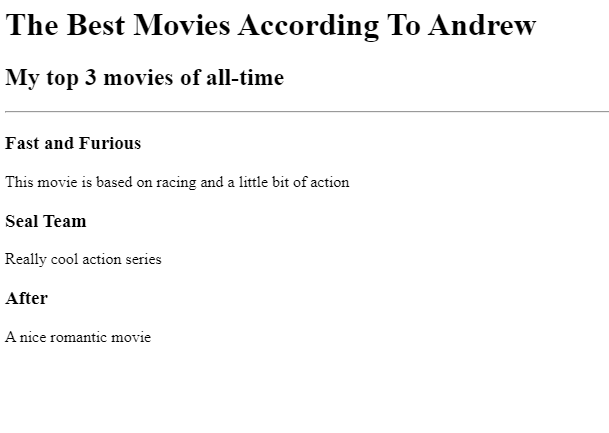 The Best Movies According To Andrew
My top 3 movies of all-time
Fast and Furious
This movie is based on racing and a little bit of action
Seal Team
Really cool action series
After
A nice romantic movie